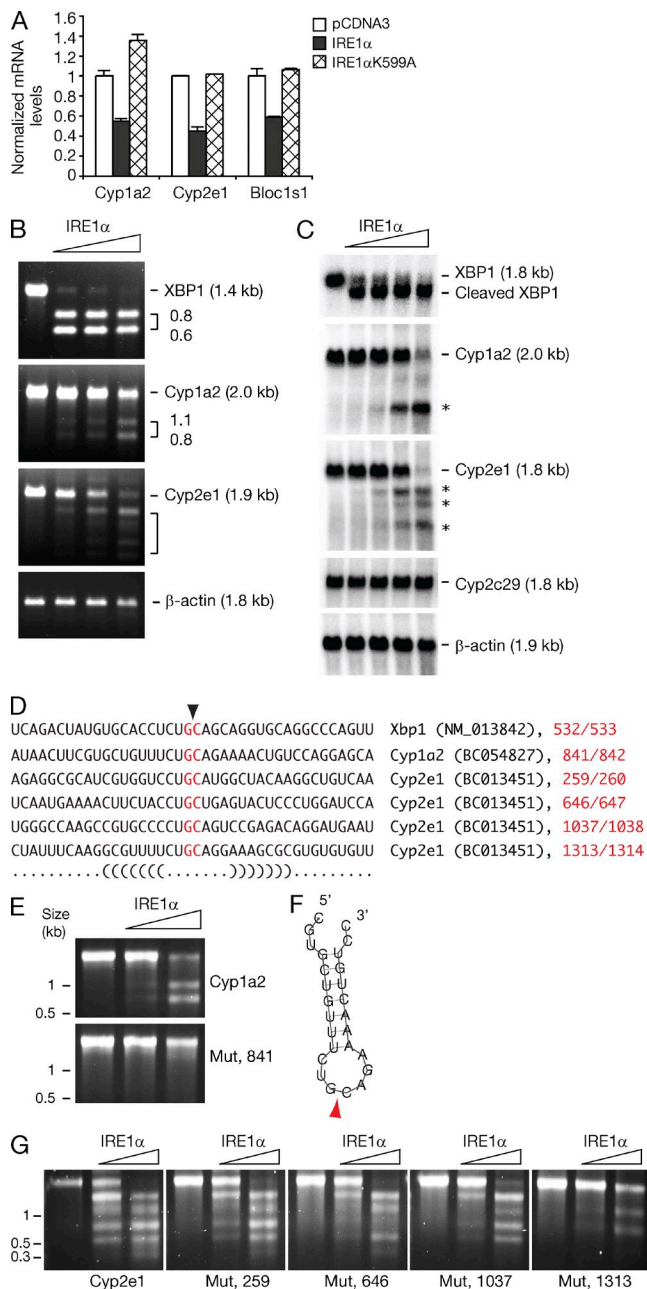 A
Normalized mRNA levels
1.6
1.4
1.2
1
0.8
0.6
0.4
0.2
0
Cyp1a2
Cyp2e1
Bloc1s1
pCDNA3
IRE1α
IRE1αK599A
B
IRE1α
XBP1 (1.4 kb)
0.8
0.6
Cyp1a2 (2.0 kb)
1.1
0.8
Cyp2e1 (1.9 kb)
β-actin (1.8 kb)
C
IRE1α
XBP1 (1.8 kb)
Cleaved XBP1
Cyp1a2 (2.0 kb)
*
Cyp2e1 (1.8 kb)
*
*
*
Cyp2c29 (1.8 kb)
β-actin (1.9 kb)
D
UCAGACUAUGUGCACCUCUGCAGCAGGUGCAGGCCCAGUU Xbp1 (NM_013842), 532/533
AUAACUUCGUGCUGUUUCUGCAGAAAACUGUCCAGGAGCA Cyp1a2 (BC054827), 841/842
AGAGGCGCAUCGUGGUCCUGCAUGGCUACAAGGCUGUCAA Cyp2e1 (BC013451), 259/260
UCAAUGAAAACUUCUACCUGCUGAGUACUCCCUGGAUCCA Cyp2e1 (BC013451), 646/647
UGGGCCAAGCCGUGCCCCUGCAGUCCGAGACAGGAUGAAU Cyp2e1 (BC013451), 1037/1038
CUAUUUCAAGGCGUUUUCUGCAGGAAAGCGCGUGUGUGUU Cyp2e1 (BC013451), 1313/1314
..........(((((((.......)))))))..........
E
Size (kb)
IRE1α
1
0.5
Cyp1a2
1
0.5
Mut, 841
F
5'
3'
C
G
U
G
C
U
G
U
U
U
C
U
G
C
A
G
A
A
A
A
C
U
G
U
C
C
G
IRE1α
IRE1α
IRE1α
IRE1α
IRE1α
1
0.5
0.3
Cyp2e1
Mut, 259
Mut, 646
Mut, 1037
Mut, 1313